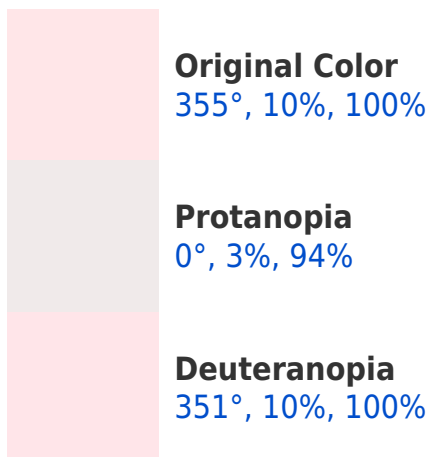 Original Color
355°, 10%, 100%
Protanopia
0°, 3%, 94%
Deuteranopia
351°, 10%, 100%